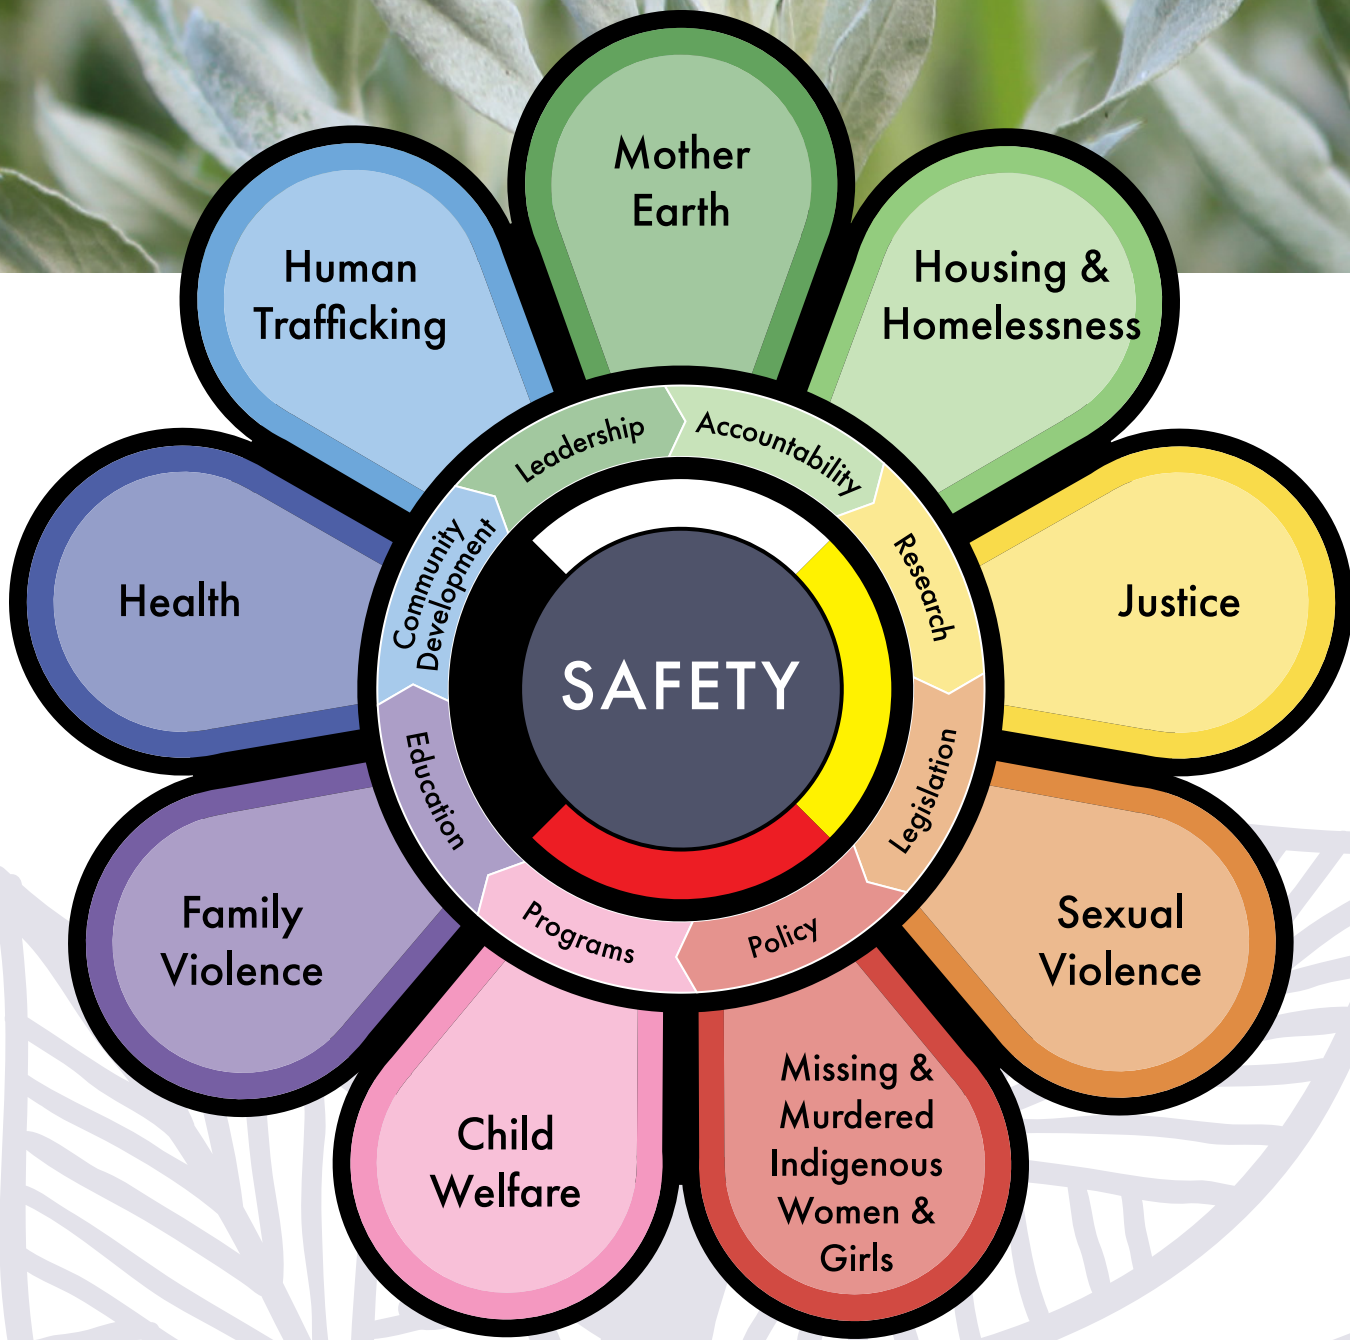 Mother
Earth
Housing &
Homelessness
Justice
Sexual
Violence
Missing &
Murdered
Indigenous
Women &
Girls
Child
Welfare
Family
Violence
Health
Human
Trafficking
Leadership
Accountability
Research
Legislation
Policy
Programs
Education
Community
Development
SAFETY